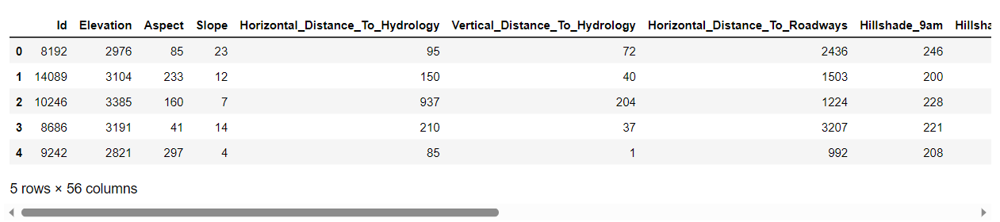 Id Elevation Aspect Slope Horizontal_Distance_To_Hydrology Vertical_Distance_To_Hydrology Horizontal_Distance_To_Roadways Hillshade_9am Hillsha
0 8192 2976 85 23 95 72 2436 246
1 14089 3104 233 12 150 40 1503 200
2 10246 3385 160 7 937 204 1224 228
3 8686 3191 41 14 210 37 3207 221
4 9242 2821 297 4 85 1 992 208
5 rows × 56 columns